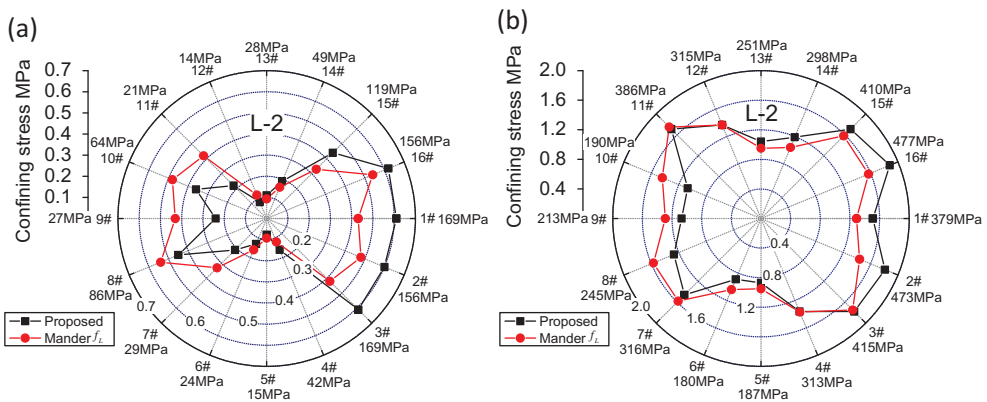 (a)
Confining stress MPa
0.7
0.6
0.5
0.4
0.3
0.2
0.1
L-2
28MPa
13#
49MPa
14#
119MPa
15#
156MPa
16#
1# 169MPa
2#
156MPa
3#
169MPa
4#
42MPa
5#
15MPa
6#
24MPa
7#
29MPa
8#
86MPa
27MPa 9#
64MPa
10#
21MPa
11#
14MPa
12#
0.2
0.3
0.4
0.5
0.6
0.7
Proposed
Mander fL
(b)
Confining stress MPa
2.0
1.6
1.2
0.8
0.4
L-2
251MPa
13#
298MPa
14#
410MPa
15#
477MPa
16#
1# 379MPa
2#
473MPa
3#
415MPa
4#
313MPa
5#
187MPa
6#
180MPa
7#
316MPa
8#
245MPa
213MPa 9#
190MPa
10#
386MPa
11#
315MPa
12#
0.4
0.8
1.2
1.6
2.0
Proposed
Mander fL